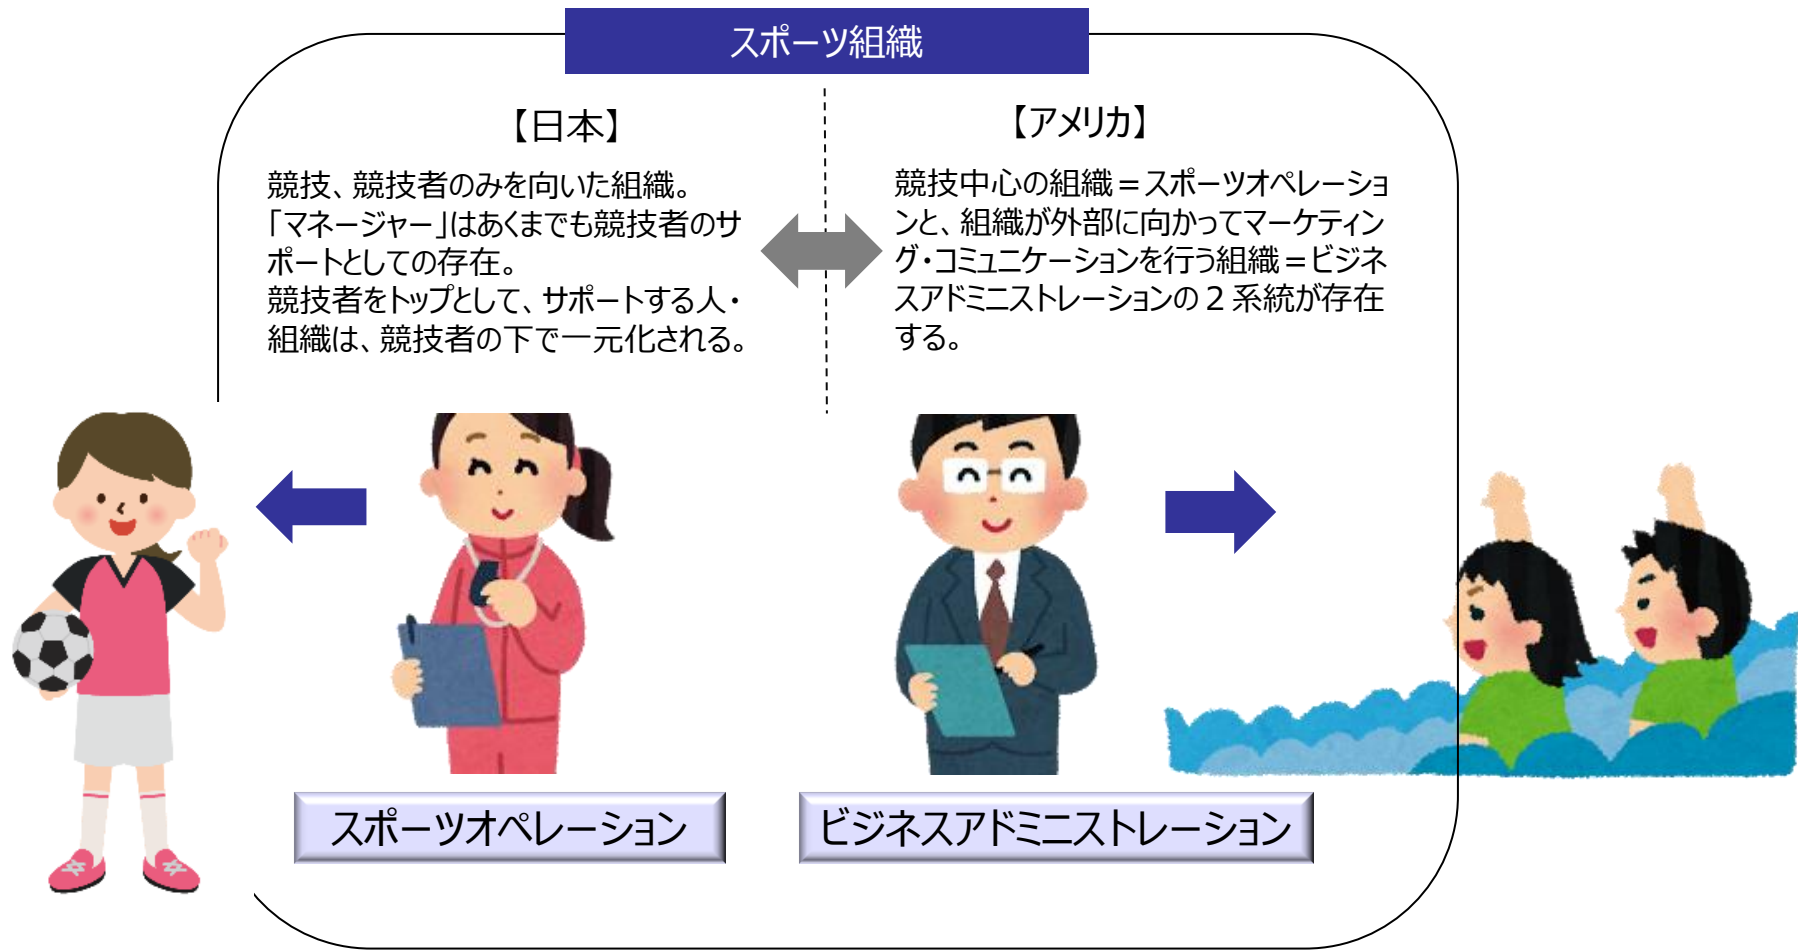 スポーツ組織
【日本】
競技、競技者のみを向いた組織。
「マネージャー」はあくまでも競技者のサ
ポートとしての存在。
競技者をトップとして、サポートする人・
組織は、競技者の下で一元化される。
【アメリカ】
競技中心の組織＝スポーツオペレーショ
ンと、組織が外部に向かってマーケティン
グ・コミュニケーションを行う組織＝ビジネ
スアドミニストレーションの２系統が存在
する。
スポーツオペレーション
ビジネスアドミニストレーション